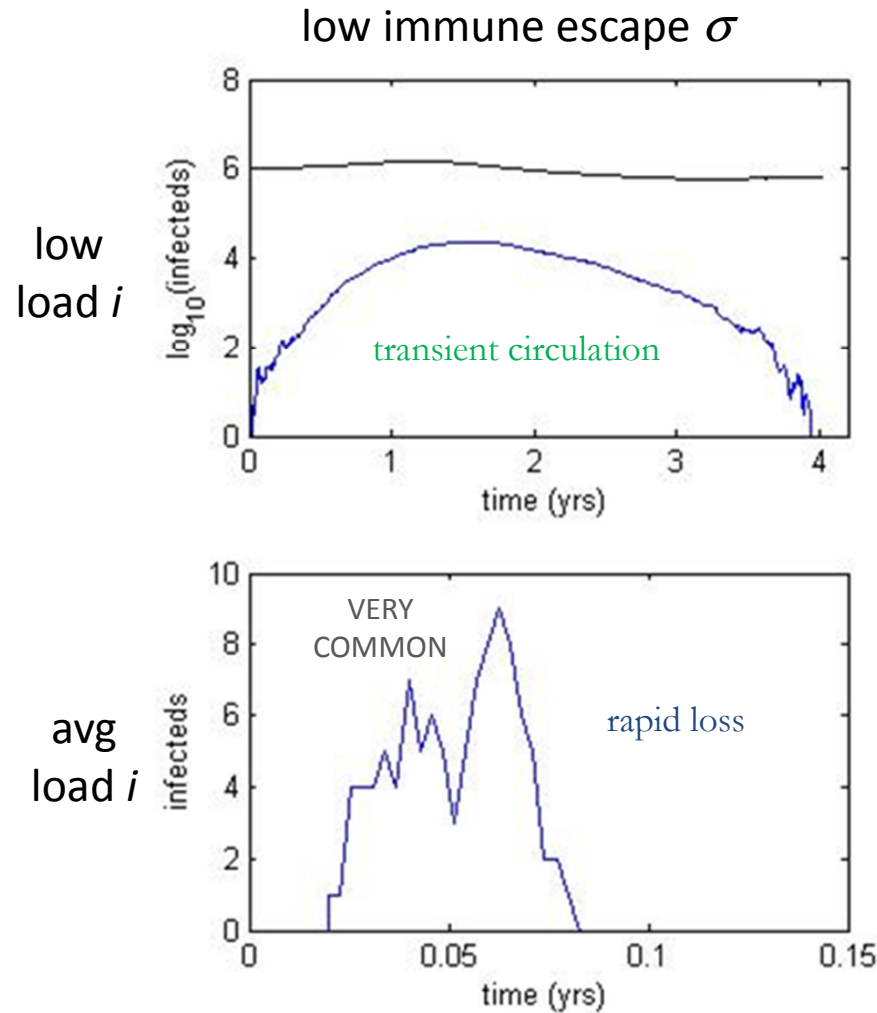 low immune escape σ
low
load i
log10(infecteds)
8
6
4
2
0
transient circulation
0 1 2 3 4
time (yrs)
avg
load i
infecteds
10
8
6
4
2
0
VERY
COMMON
rapid loss
0 0.05 0.1 0.15
time (yrs)